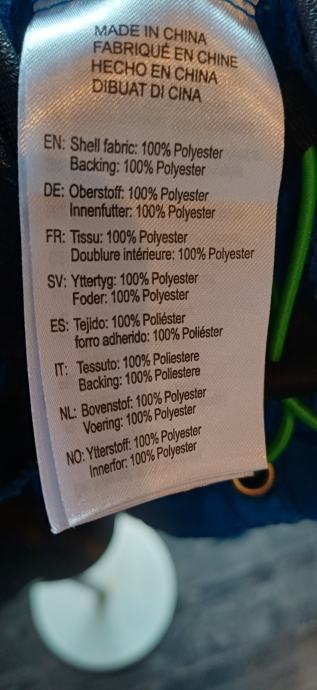 MADE IN CHINA
FABRIQUÉ EN CHINE
HECHO EN CHINA
DIBUAT DI CINA
EN: Shell fabric: 100% Polyester
Backing: 100% Polyester
DE: Oberstoff: 100% Polyester
Innenfutter: 100% Polyester
FR: Tissu: 100% Polyester
Doublure intérieure: 100% Polyester
SV: Yttertyg: 100% Polyester
Foder: 100% Polyester
ES: Tejido: 100% Poliéster
forro adherido: 100% Poliéster
IT: Tessuto: 100% Poliestere
Backing: 100% Poliestere
NL: Bovenstof: 100% Polyester
Voering: 100% Polyester
NO: Ytterstoff: 100% Polyester
Innerfor: 100% Polyester